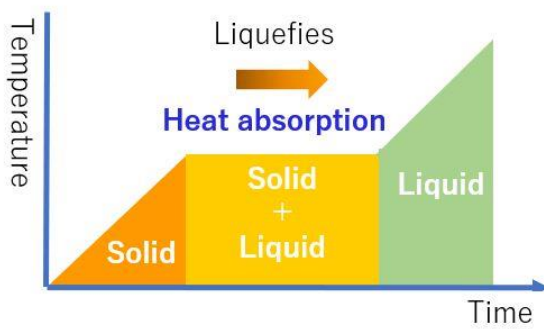 Temperature
Liquefies
Heat absorption
Solid
Solid
+
Liquid
Liquid
Time